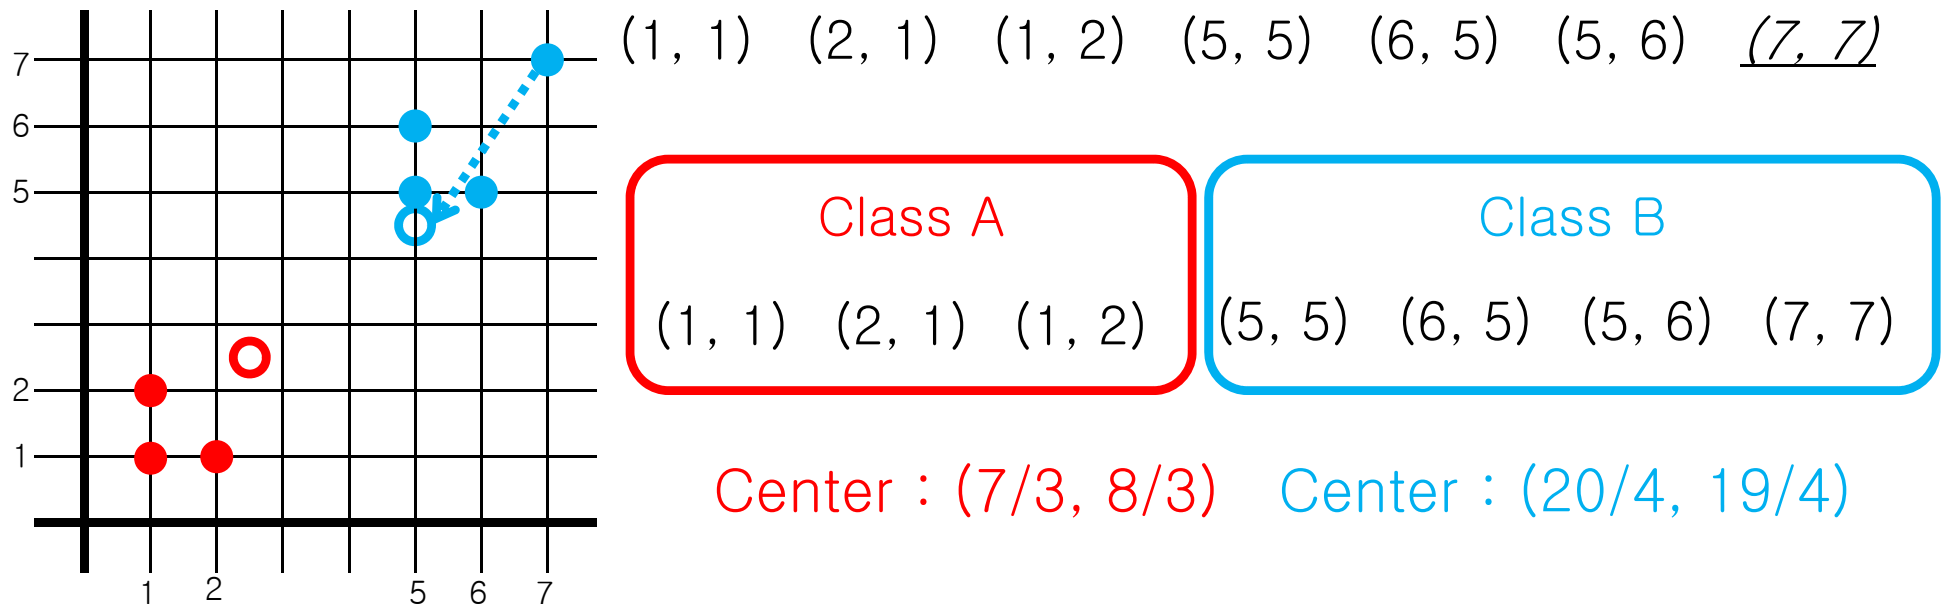 (1, 1) (2, 1) (1, 2) (5, 5) (6, 5) (5, 6) (7, 7)
7
6
5
2
1
1 2 5 6 7
Class A
(1, 1) (2, 1) (1, 2)
Class B
(5, 5) (6, 5) (5, 6) (7, 7)
Center : (7/3, 8/3)
Center : (20/4, 19/4)